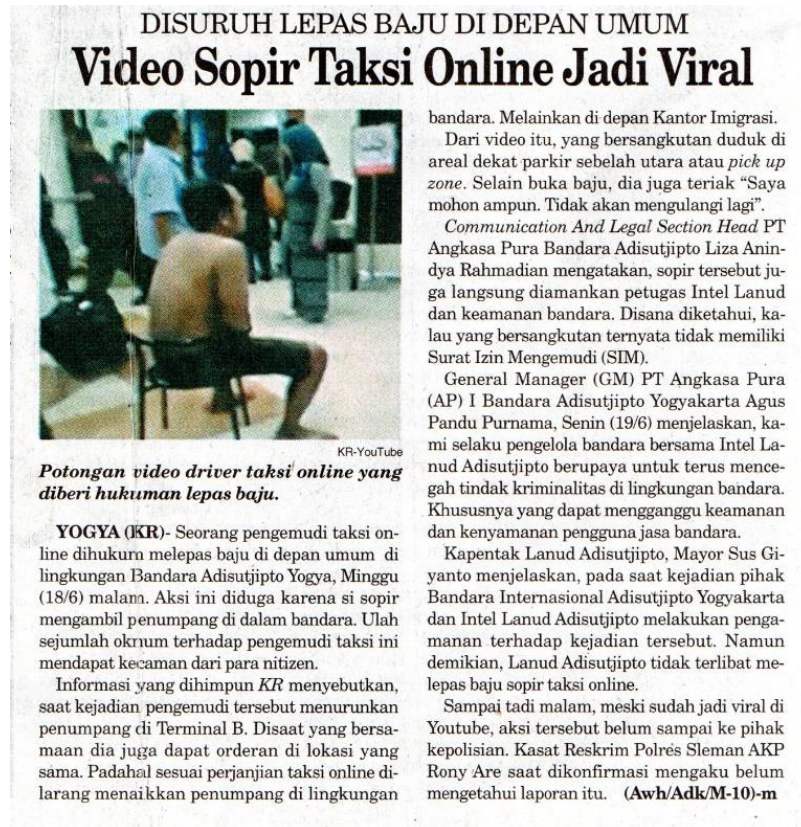 DISURUH LEPAS BAJU DI DEPAN UMUM
Video Sopir Taksi Online Jadi Viral
KR-YouTube
Potongan video driver taksi online yang
diberi hukuman lepas baju.
YOGYA (KR)- Seorang pengemudi taksi on-
line dihukum melepas baju di depan umum di
lingkungan Bandara Adisutjipto Yogya, Minggu
(18/6) malam. Aksi ini diduga karena si sopir
mengambil penumpang di dalam bandara. Ulah
sejumlah oknum terhadap pengemudi taksi ini
mendapat kecaman dari para nitizen.
Informasi yang dihimpun KR menyebutkan,
saat kejadian pengemudi tersebut menurunkan
penumpang di Terminal B. Disaat yang bersa-
maan dia juga dapat orderan di lokasi yang
sama. Padahal sesuai perjanjian taksi online di-
larang menaikkan penumpang di lingkungan
bandara. Melainkan di depan Kantor Imigrasi.
Dari video itu, yang bersangkutan duduk di
areal dekat parkir sebelah utara atau pick up
zone. Selain buka baju, dia juga teriak “Saya
mohon ampun. Tidak akan mengulangi lagi”.
Communication And Legal Section Head PT
Angkasa Pura Bandara Adisutjipto Liza Anin-
dya Rahmadian mengatakan, sopir tersebut ju-
ga langsung diamankan petugas Intel Lanud
dan keamanan bandara. Disana diketahui, ka-
lau yang bersangkutan ternyata tidak memiliki
Surat Izin Mengemudi (SIM).
General Manager (GM) PT Angkasa Pura
(AP) I Bandara Adisutjipto Yogyakarta Agus
Pandu Purnama, Senin (19/6) menjelaskan, ka-
mi selaku pengelola bandara bersama Intel La-
nud Adisutjipto berupaya untuk terus mence-
gah tindak kriminalitas di lingkungan bandara.
Khususnya yang dapat mengganggu keamanan
dan kenyamanan pengguna jasa bandara.
Kapentak Lanud Adisutjipto, Mayor Sus Gi-
yanto menjelaskan, pada saat kejadian pihak
Bandara Internasional Adisutjipto Yogyakarta
dan Intel Lanud Adisutjipto melakukan penga-
manan terhadap kejadian tersebut. Namun
demikian, Lanud Adisutjipto tidak terlibat me-
lepas baju sopir taksi online.
Sampai tadi malam, meski sudah jadi viral di
Youtube, aksi tersebut belum sampai ke pihak
kepolisian. Kasat Reskrim Polres Sleman AKP
Rony Are saat dikonfirmasi mengaku belum
mengetahui laporan itu. (Awh/Adk/M-10)-m